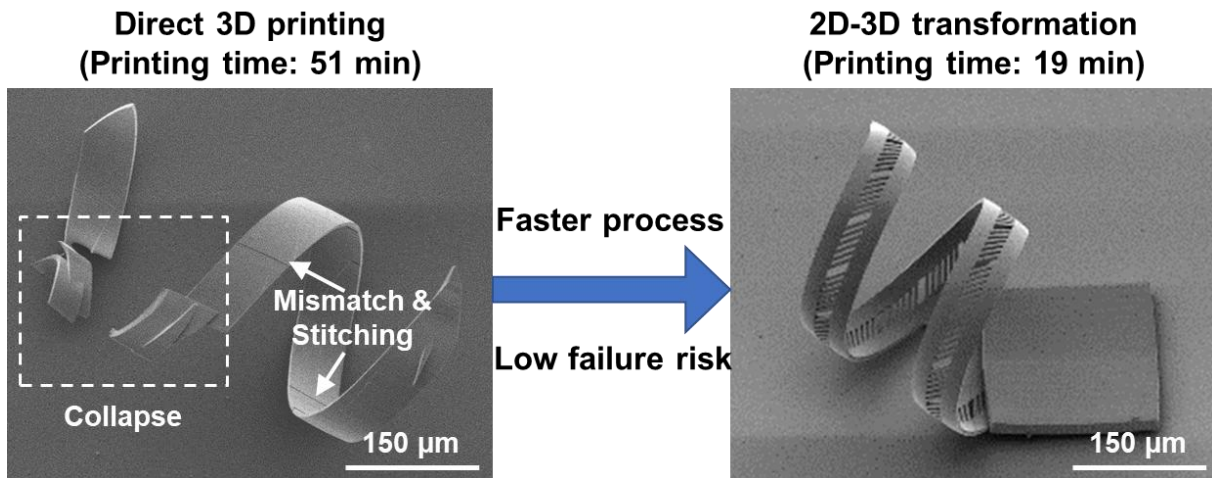 Direct 3D printing
(Printing time: 51 min)
Mismatch &
Stitching
Collapse
150 µm
Faster process
Low failure risk
2D-3D transformation
(Printing time: 19 min)
150 µm